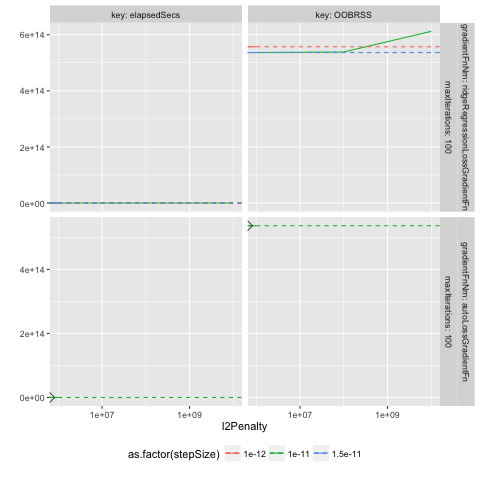 key: elapsedSecs
key: OOBRSS
6e+14
4e+14
2e+14
0e+00
gradientFnNm: ridgeRegressionLossGradientFn
maxIterations: 100
4e+14
2e+14
0e+00
gradientFnNm: autoLossGradientFn
maxIterations: 100
1e+07
1e+09
1e+07
1e+09
l2Penalty
as.factor(stepSize)
1e-12
1e-11
1.5e-11